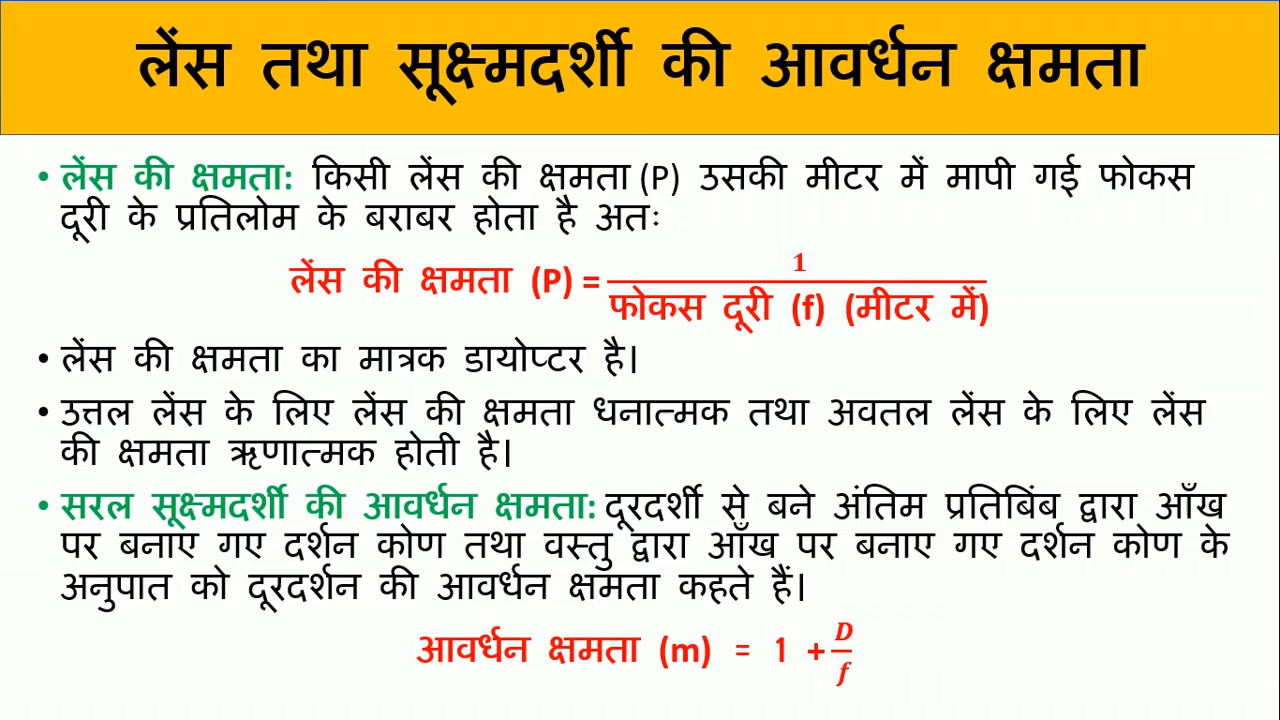 लेंस तथा सूक्ष्मदर्शी की आवर्धन क्षमता
• लेंस की क्षमता: किसी लेंस की क्षमता (P) उसकी मीटर में मापी गई फोकस
दूरी के प्रतिलोम के बराबर होता है अतः
लेंस की क्षमता (P) = 1 / फोकस दूरी (f) (मीटर में)
• लेंस की क्षमता का मात्रक डायोप्टर है।
• उत्तल लेंस के लिए लेंस की क्षमता धनात्मक तथा अवतल लेंस के लिए लेंस
की क्षमता ऋणात्मक होती है।
• सरल सूक्ष्मदर्शी की आवर्धन क्षमता: दूरदर्शी से बने अंतिम प्रतिबिंब द्वारा आँख
पर बनाए गए दर्शन कोण तथा वस्तु द्वारा आँख पर बनाए गए दर्शन कोण के
अनुपात को दूरदर्शन की आवर्धन क्षमता कहते हैं।
आवर्धन क्षमता (m) = 1 + D / f